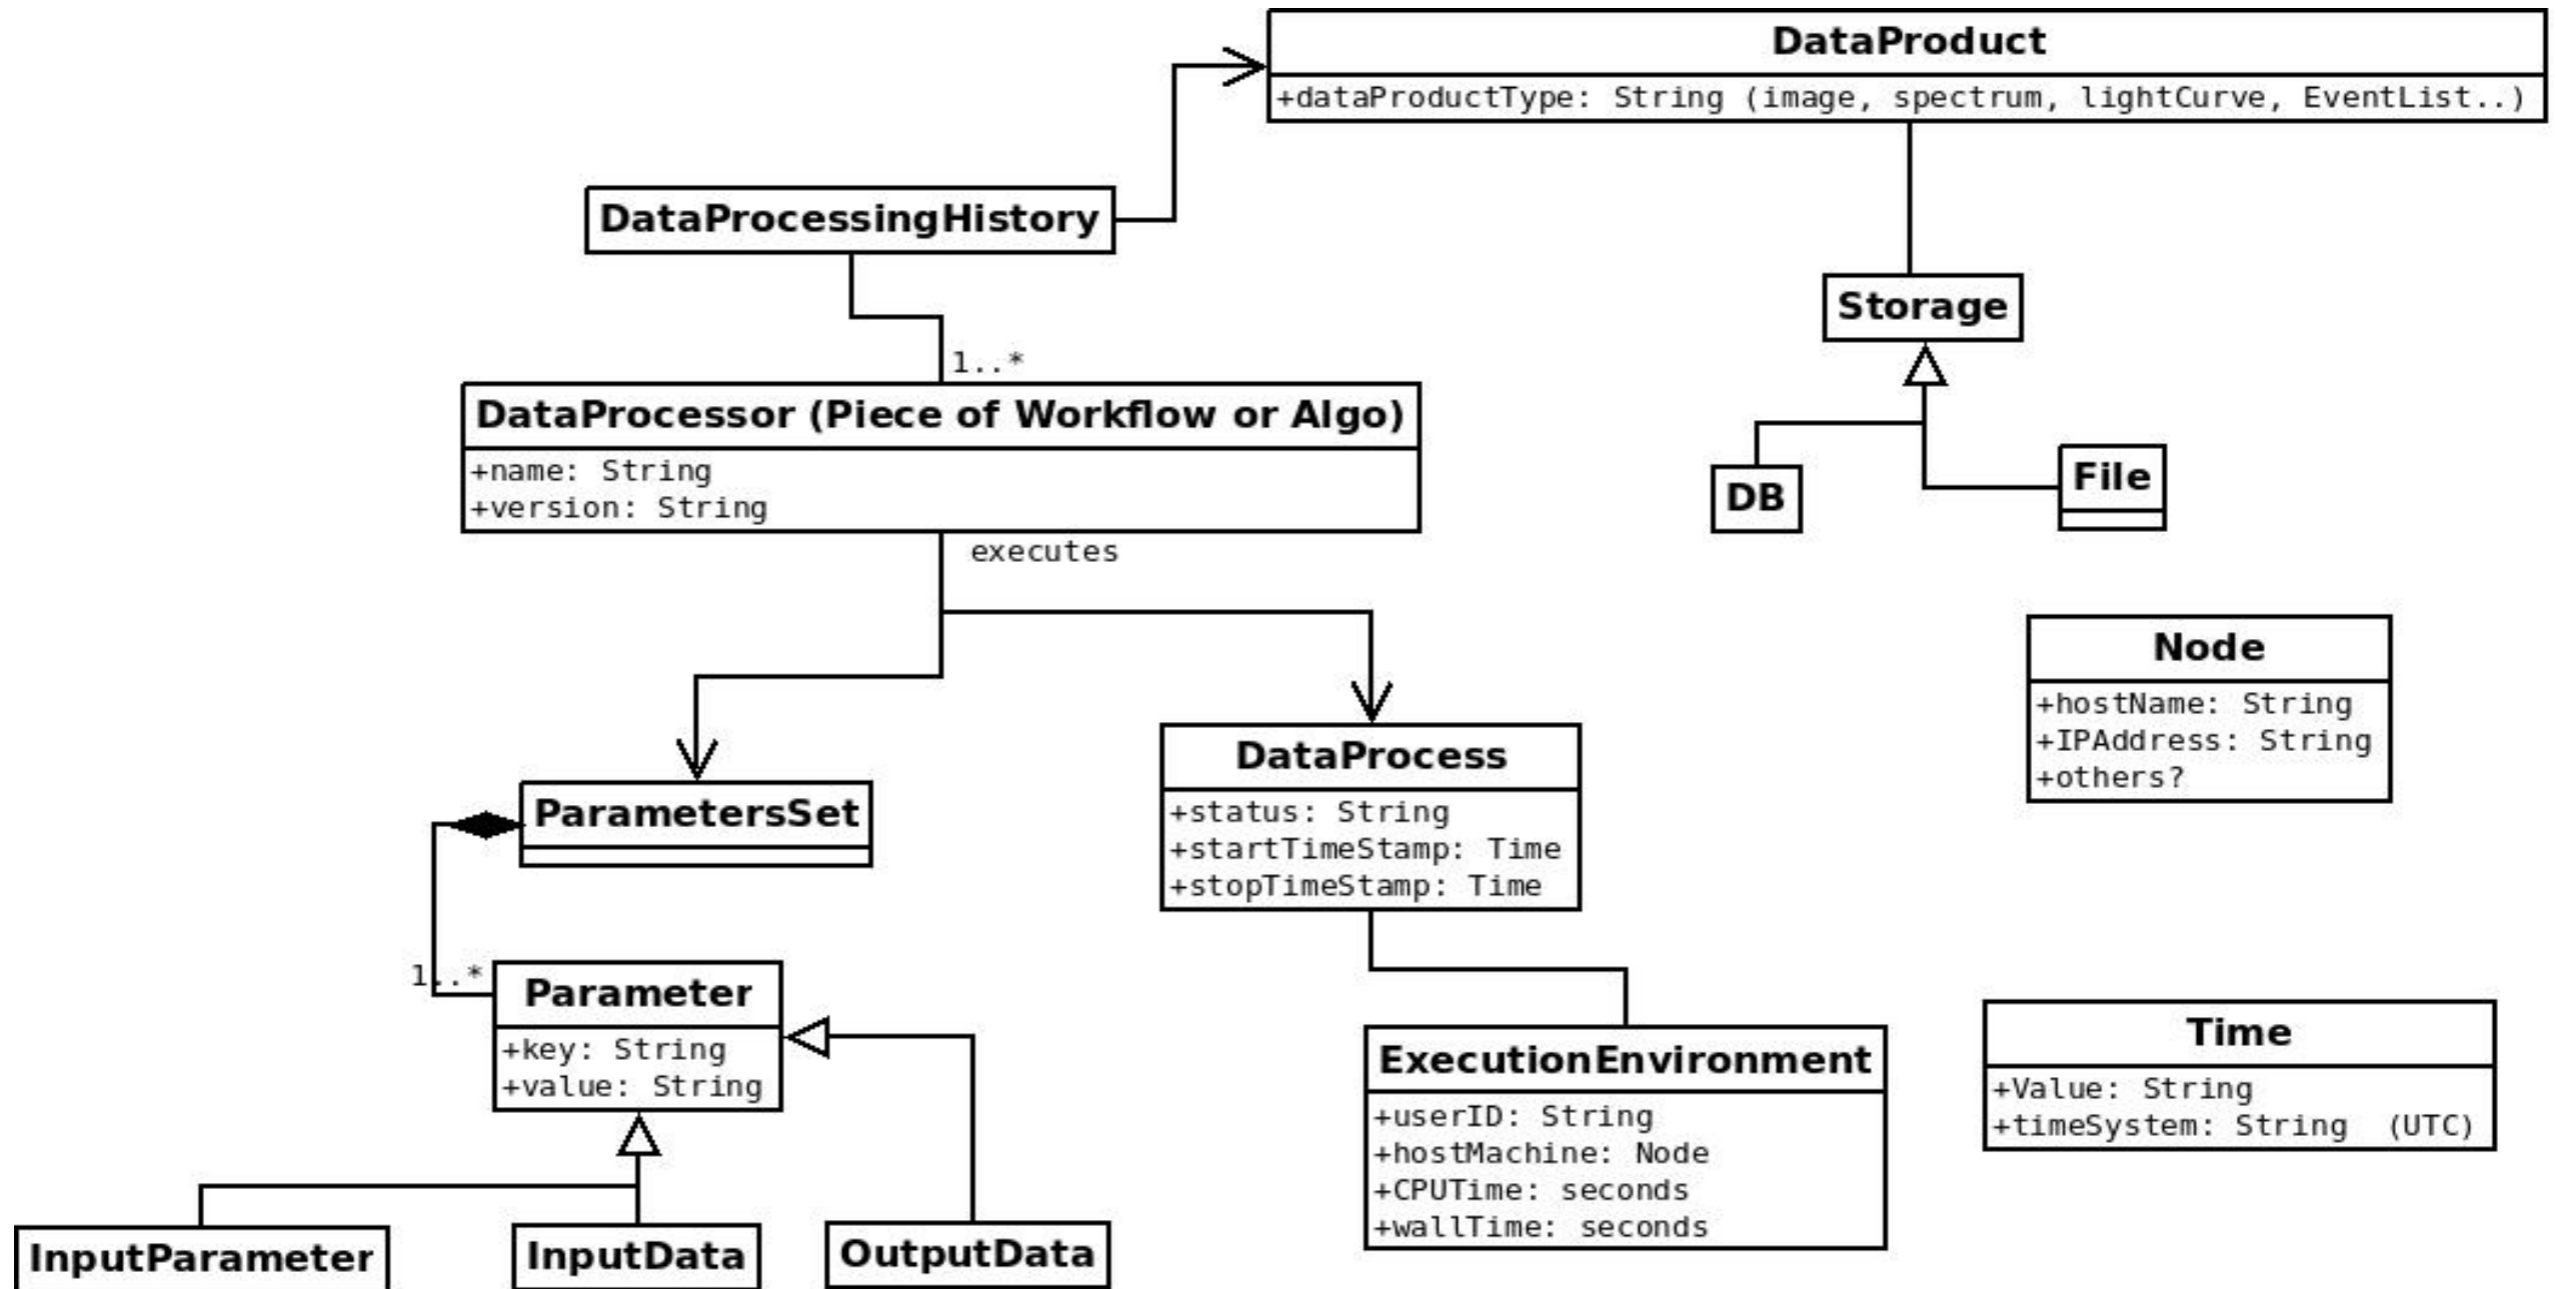 DataProduct
+dataProductType: String (image, spectrum, lightCurve, EventList..)
DataProcessingHistory
Storage
1..*
DataProcessor (Piece of Workflow or Algo)
+name: String
+version: String
DB
File
executes
Node
+hostName: String
+IPAddress: String
+others?
DataProcess
+status: String
+startTimeStamp: Time
+stopTimeStamp: Time
ParametersSet
1..*
Parameter
+key: String
+value: String
ExecutionEnvironment
+userID: String
+hostMachine: Node
+CPUTime: seconds
+wallTime: seconds
Time
+Value: String
+timeSystem: String (UTC)
InputParameter
InputData
OutputData